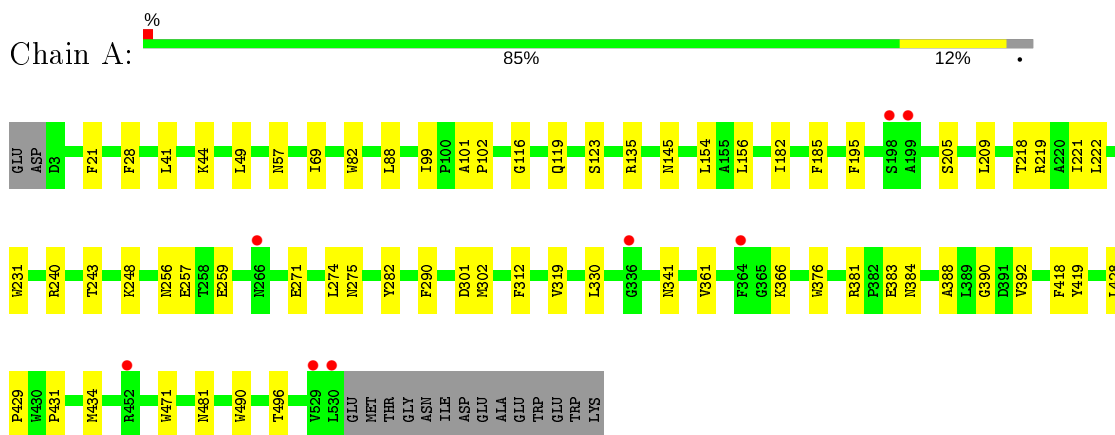 %
Chain A:
85% 12% •
GLU ASP D3 F21 F28 L41 K44 L49 N57 I69 W82 L88 I99 P100 A101 P102 G116 Q119 S123 R135 N145 L154 A155 L156 I182 F185 F195 S198 A199 S205 L209 T218 R219 A220 I221 L222
W231 R240 T243 K248 N256 E257 T258 E259 N266 E271 L274 N275 Y282 F290 D301 M302 F312 V319 L330 G336 N341 V361 F364 G365 K366 W376 R381 P382 E383 N384 A388 L389 G390 D391 V392 F418 Y419 L428
P429 W430 P431 M434 R452 W471 N481 W490 T496 V529 L530 GLU MET THR GLY ASN ILE ASP GLU ALA GLU TRP GLU TRP LYS